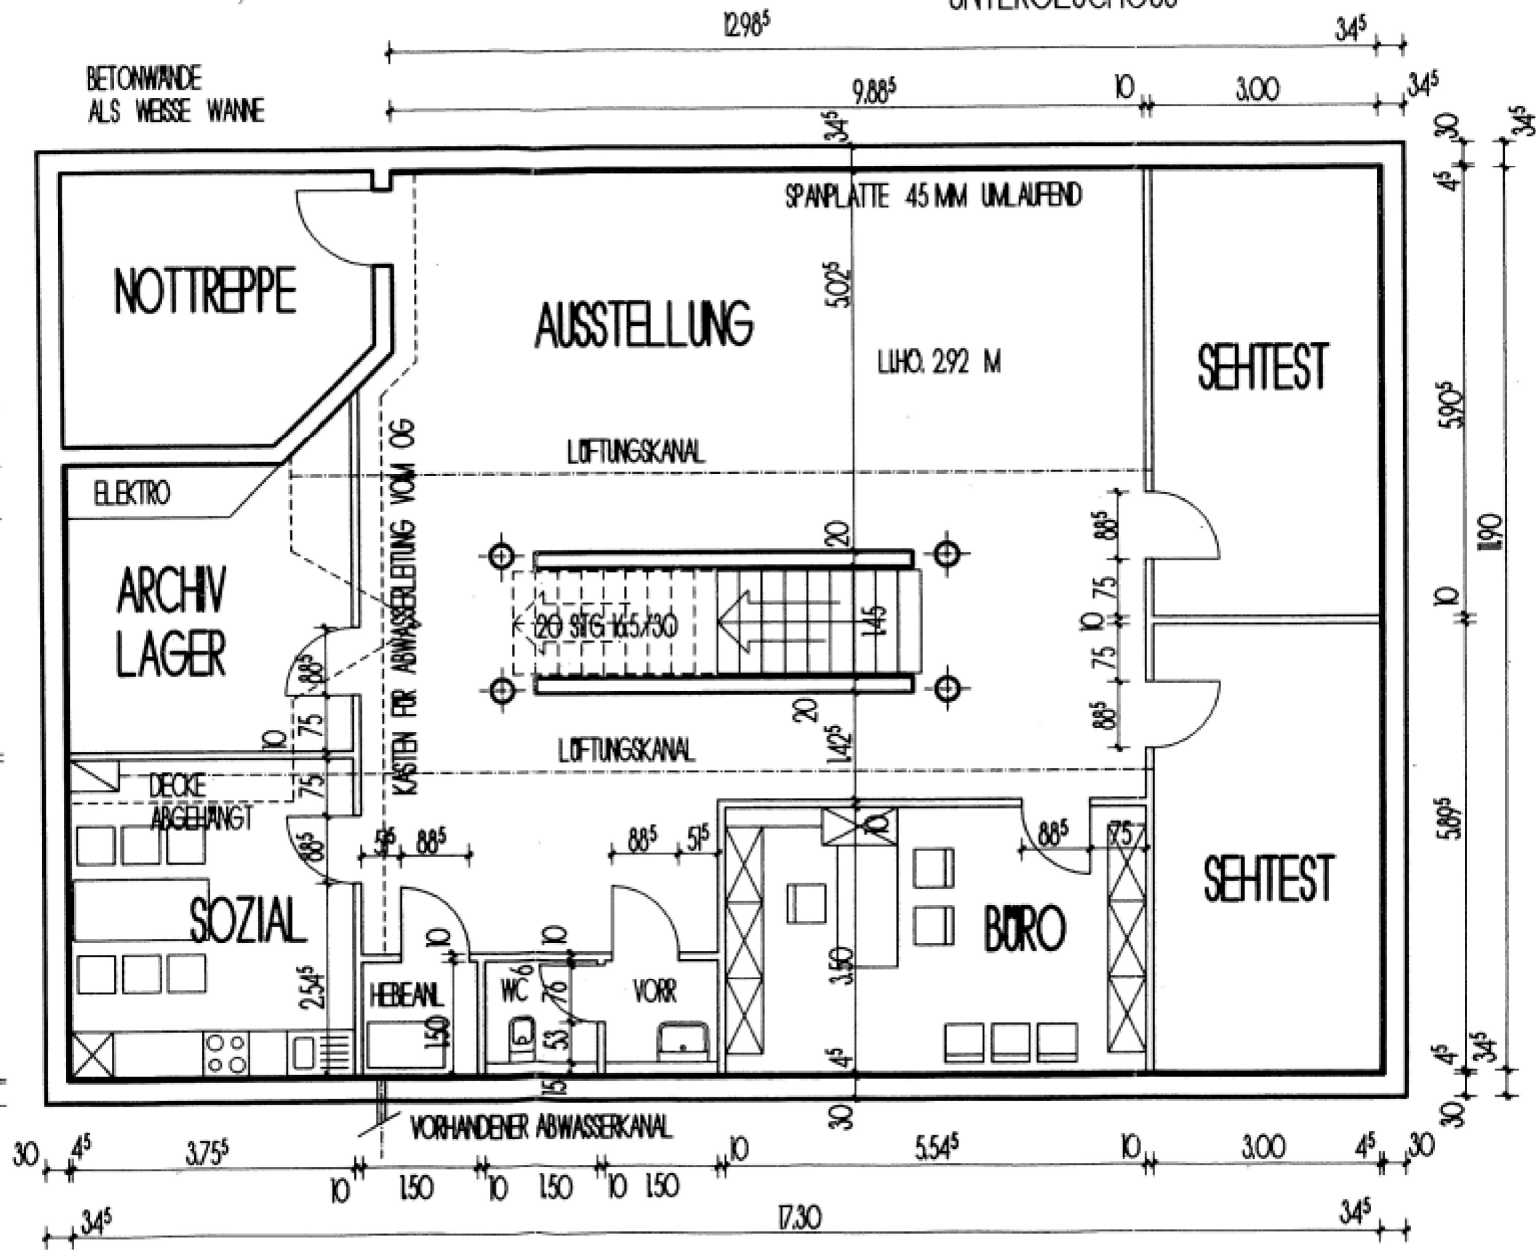 UNTERGESCHOSS
12.98⁵
34⁵
BETONWÄNDE
ALS WEISSE WANNE
9.88⁵
10
3.00
34⁵
34⁵
30
34⁵
SPANPLATTE 45 MM UMLAUFEND
4⁵
NOTTREPPE
5.02⁵
AUSSTELLUNG
LI.HÖ. 2.92 M
SEHTEST
5.90⁵
LÜFTUNGSKANAL
ELEKTRO
KASTEN FÜR ABWASSERLEITUNG VOM OG
20
88⁵
11.90
ARCHIV
LAGER
75
10
75
88⁵
10
20 STG 16.5/30
1.45
88⁵
75
10
20
1.42⁵
LÜFTUNGSKANAL
DECKE
ABGEHÄNGT
75
88⁵
51⁵
88⁵
88⁵
51⁵
10
88⁵
75
5.89⁵
SEHTEST
SOZIAL
BÜRO
10
10
2.54⁵
HEBEANL
1.50
WC
6
76
53
VORR
3.50
4⁵
4⁵
34⁵
15
30
30
VORHANDENER ABWASSERKANAL
30
4⁵
3.75⁵
10
5.54⁵
10
3.00
4⁵
30
10
1.50
10
1.50
10
1.50
34⁵
17.30
34⁵